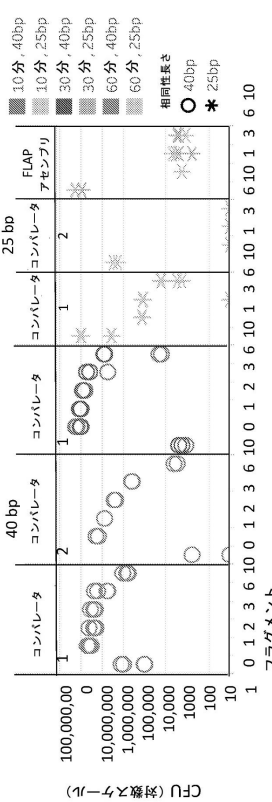 40 bp
25 bp
コンパレータ
1
コンパレータ
2
コンパレータ
1
コンパレータ
1
コンパレータ
2
FLAP
アセンブリ
CFU（対数スケール）
100,000,00
0
10,000,000
1,000,000
100,000
10,000
1000
100
10
1
0 1 2 3 6 10 0 1 2 3 6 10 0 1 2 3 6 10 1 3 6 10 1 3 6 10 1 3 6 10
フラグメント
10分, 40bp
10分, 25bp
30分, 40bp
30分, 25bp
60分, 40bp
60分, 25bp
相同性長さ
40bp
25bp